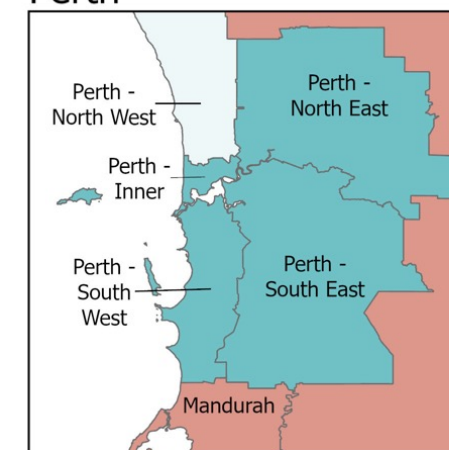 Perth
Perth -
North West
Perth -
North East
Perth -
Inner
Perth -
South
West
Perth -
South East
Mandurah